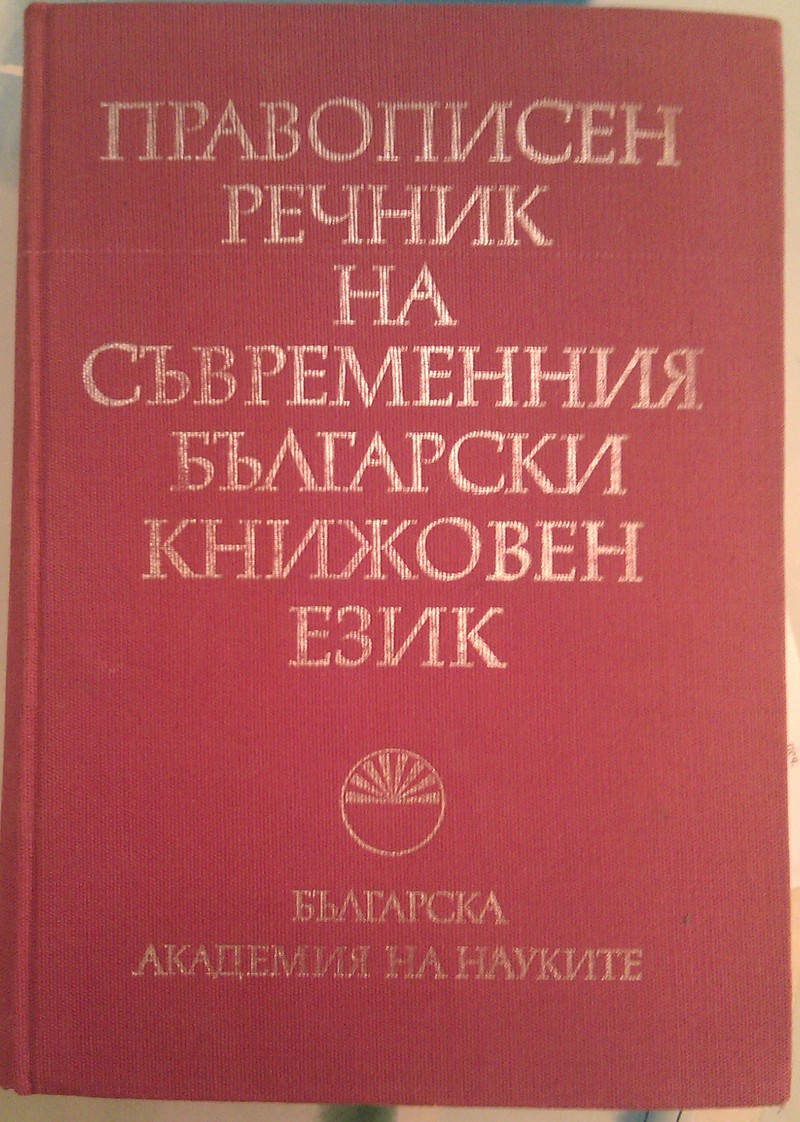 ПРАВОПИСЕН
РЕЧНИК
НА
СЪВРЕМЕННИЯ
БЪЛГАРСКИ
КНИЖОВЕН
ЕЗИК
БЪЛГАРСКА
АКАДЕМИЯ НА НАУКИТЕ